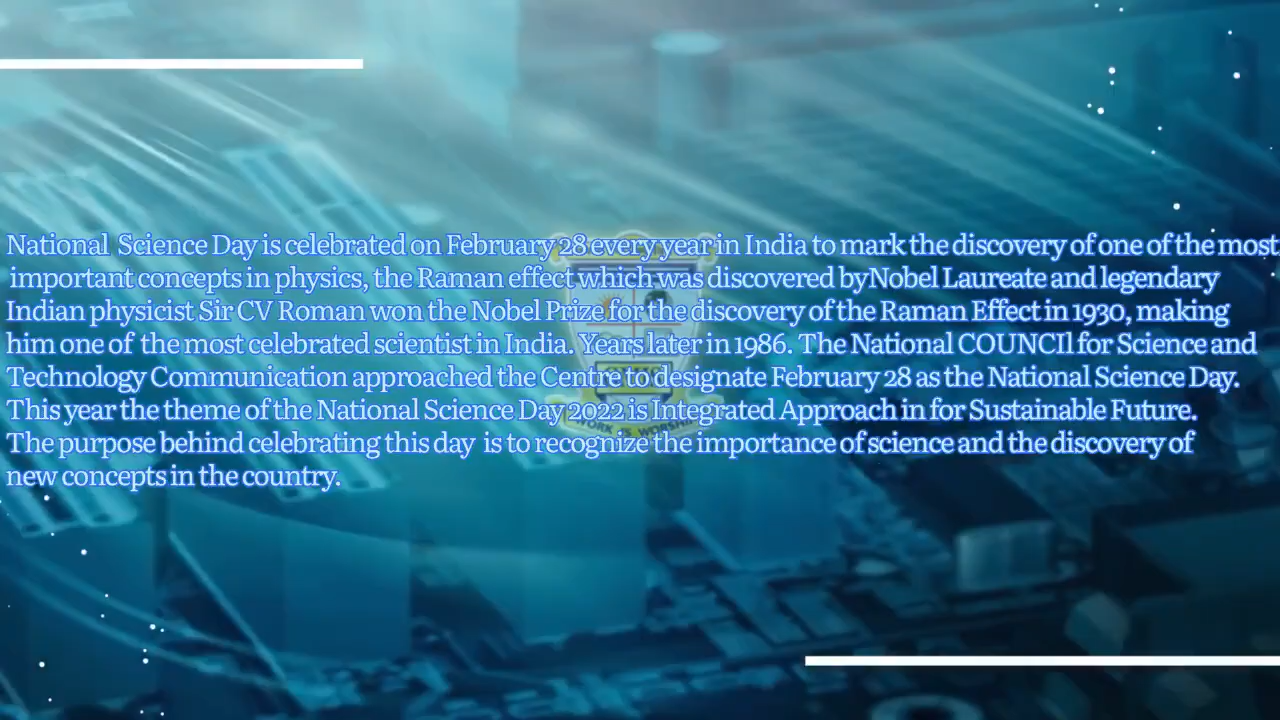 National Science Day is celebrated on February 28 every year in India to mark the discovery of one of the most
important concepts in physics, the Raman effect which was discovered byNobel Laureate and legendary
Indian physicist Sir CV Roman won the Nobel Prize for the discovery of the Raman Effect in 1930, making
him one of the most celebrated scientist in India. Years later in 1986. The National COUNCIl for Science and
Technology Communication approached the Centre to designate February 28 as the National Science Day.
This year the theme of the National Science Day 2022 is Integrated Approach in for Sustainable Future.
WORK IS WORSHIP
The purpose behind celebrating this day is to recognize the importance of science and the discovery of
new concepts in the country.